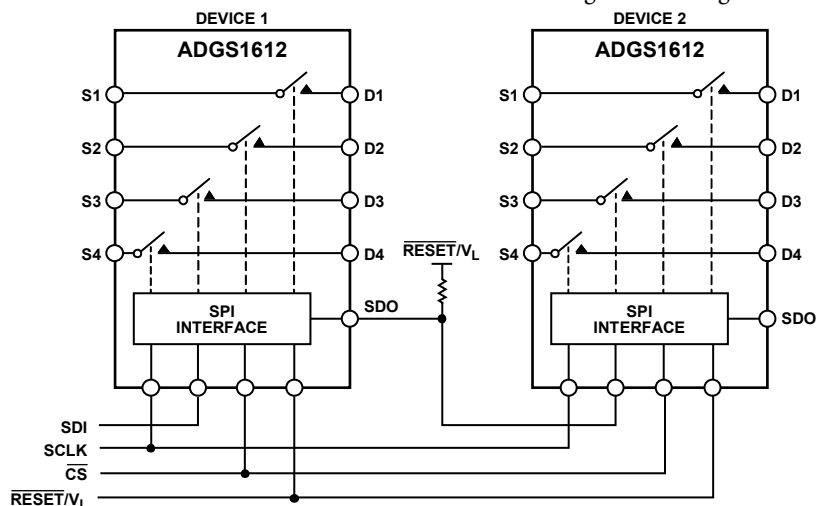 DEVICE 1
ADGS1612
S1
D1
S2
D2
S3
D3
S4
D4
SPI
INTERFACE
SDO
RESET/VL
DEVICE 2
ADGS1612
S1
D1
S2
D2
S3
D3
S4
D4
SPI
INTERFACE
SDO
SDI
SCLK
CS
RESET/VL